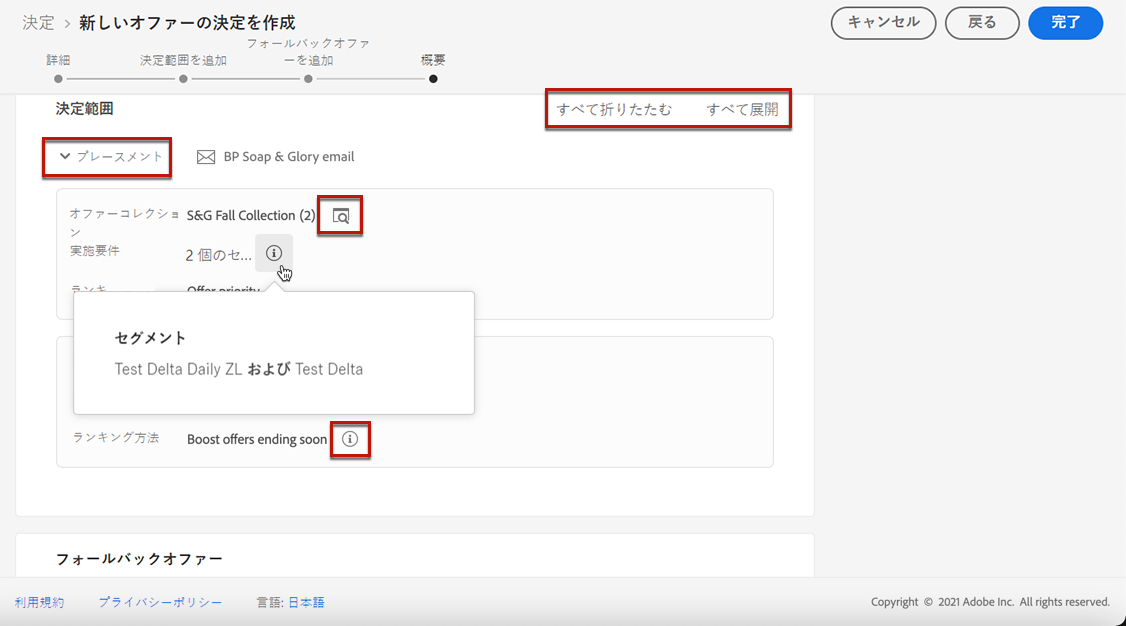 決定 > 新しいオファーの決定を作成
キャンセル 戻る 完了
詳細 決定範囲を追加 フォールバックオファ
ーを追加 概要
決定範囲 すべて折りたたむ すべて展開
プレースメント BP Soap & Glory email
オファーコレクショ
ン S&G Fall Collection (2)
実施要件 2 個のセ...
ランキ Offer priority
セグメント
Test Delta Daily ZL および Test Delta
ランキング方法 Boost offers ending soon
フォールバックオファー
利用規約 プライバシーポリシー 言語: 日本語 Copyright © 2021 Adobe Inc. All rights reserved.